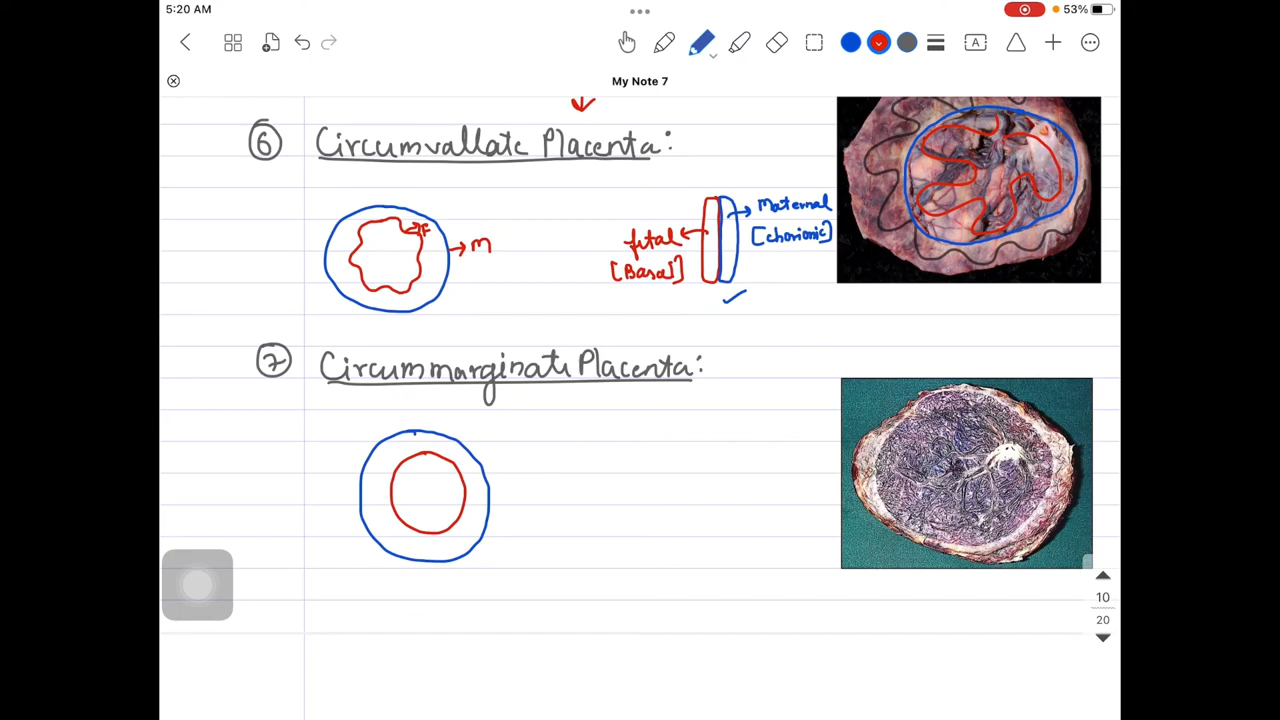 5:20 AM
53%
A
My Note 7
6 Circumvallate Placenta:
F
M
fetal
[Basal]
Maternal
[chorionic]
7 Circummarginate Placenta:
10
20